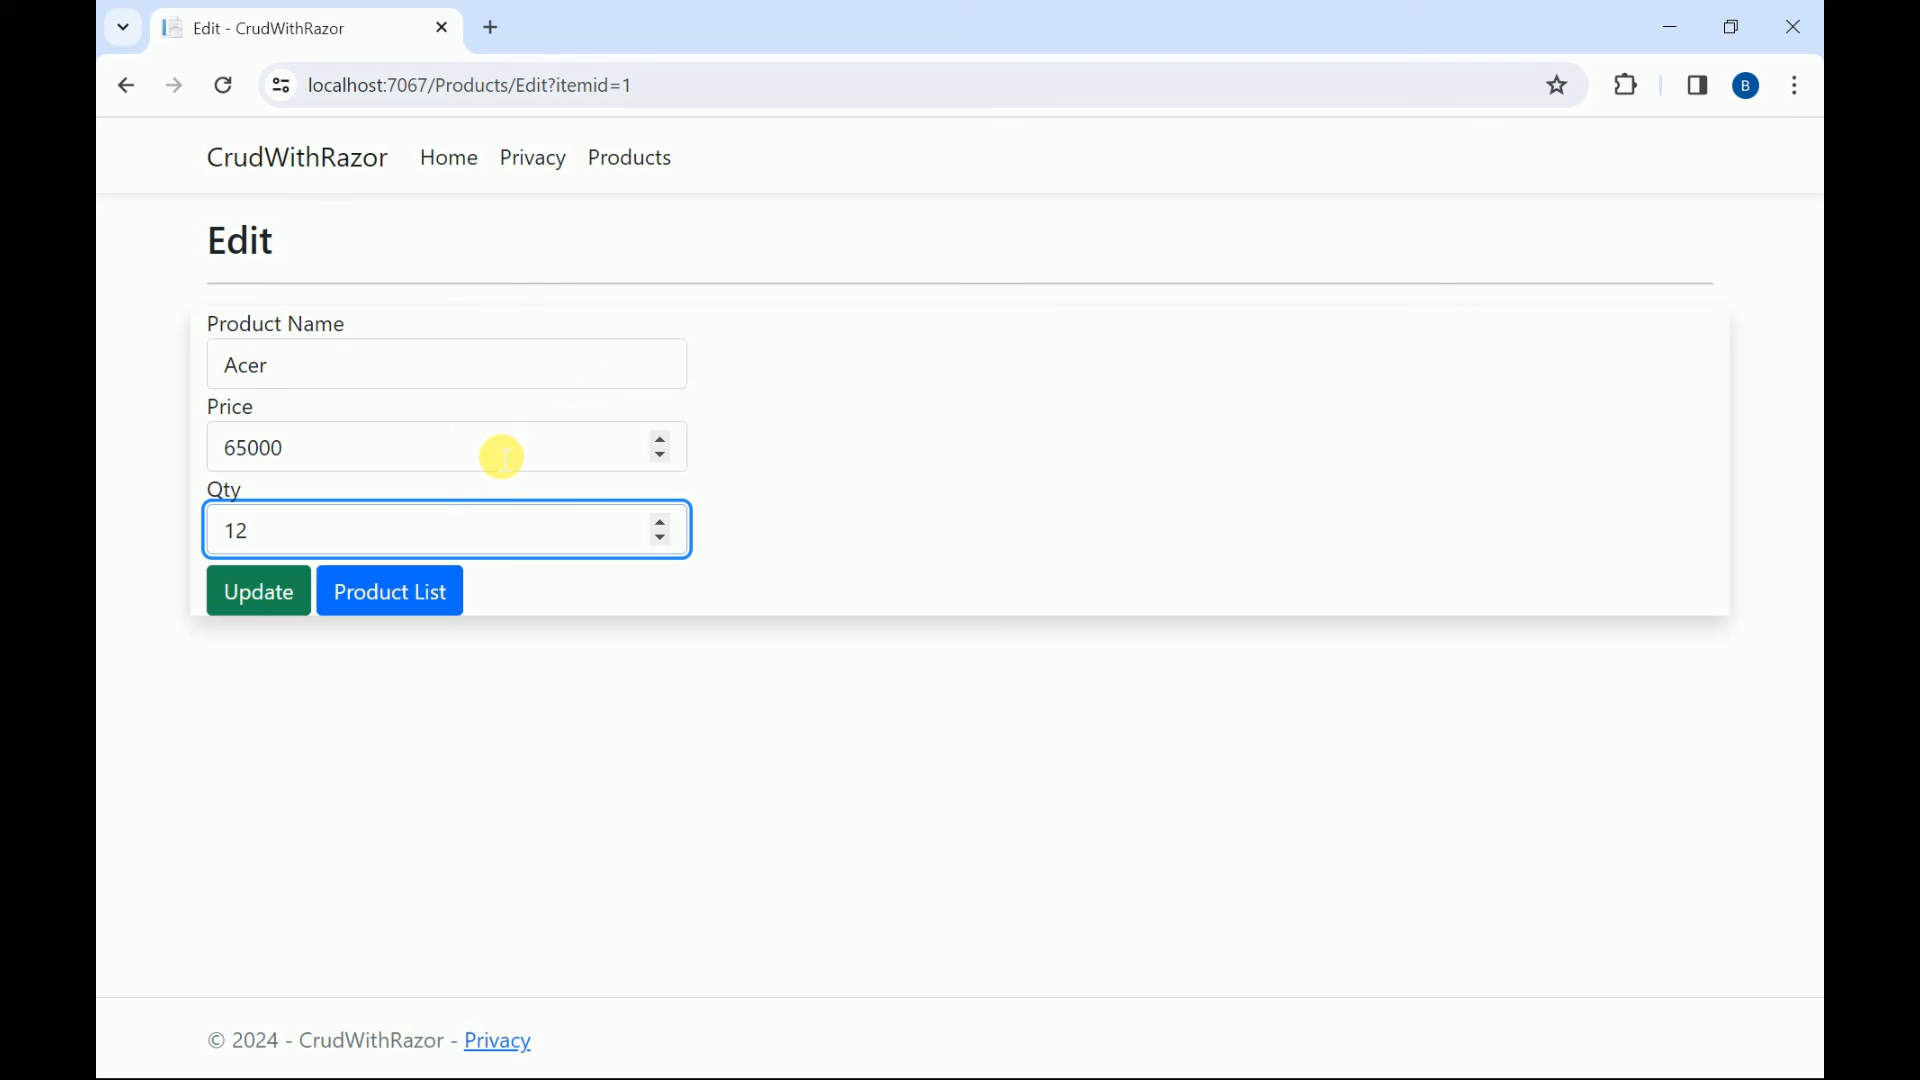 Edit - CrudWithRazor
localhost:7067/Products/Edit?itemid=1
B
CrudWithRazor Home Privacy Products
Edit
Product Name
Acer
Price
65000
Qty
12
Update Product List
© 2024 - CrudWithRazor - Privacy